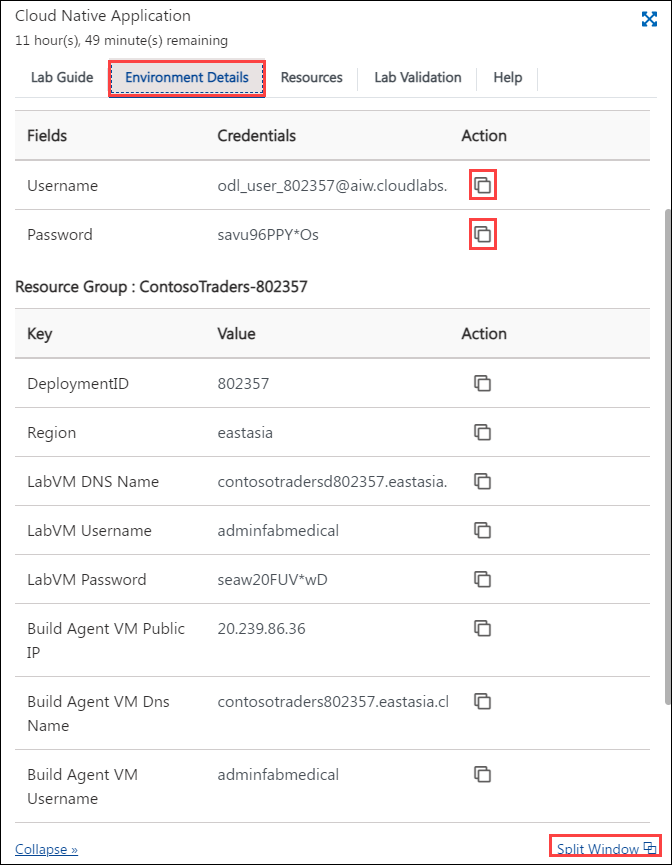 Cloud Native Application
11 hour(s), 49 minute(s) remaining
Lab Guide Environment Details Resources Lab Validation Help
Fields Credentials Action
Username odl_user_802357@aiw.cloudlabs.
Password savu96PPY*Os
Resource Group : ContosoTraders-802357
Key Value Action
DeploymentID 802357
Region eastasia
LabVM DNS Name contosotradersd802357.eastasia.
LabVM Username adminfabmedical
LabVM Password seaw20FUV*wD
Build Agent VM Public 20.239.86.36
IP
Build Agent VM Dns contosotraders802357.eastasia.cl
Name
Build Agent VM adminfabmedical
Username
Collapse » Split Window